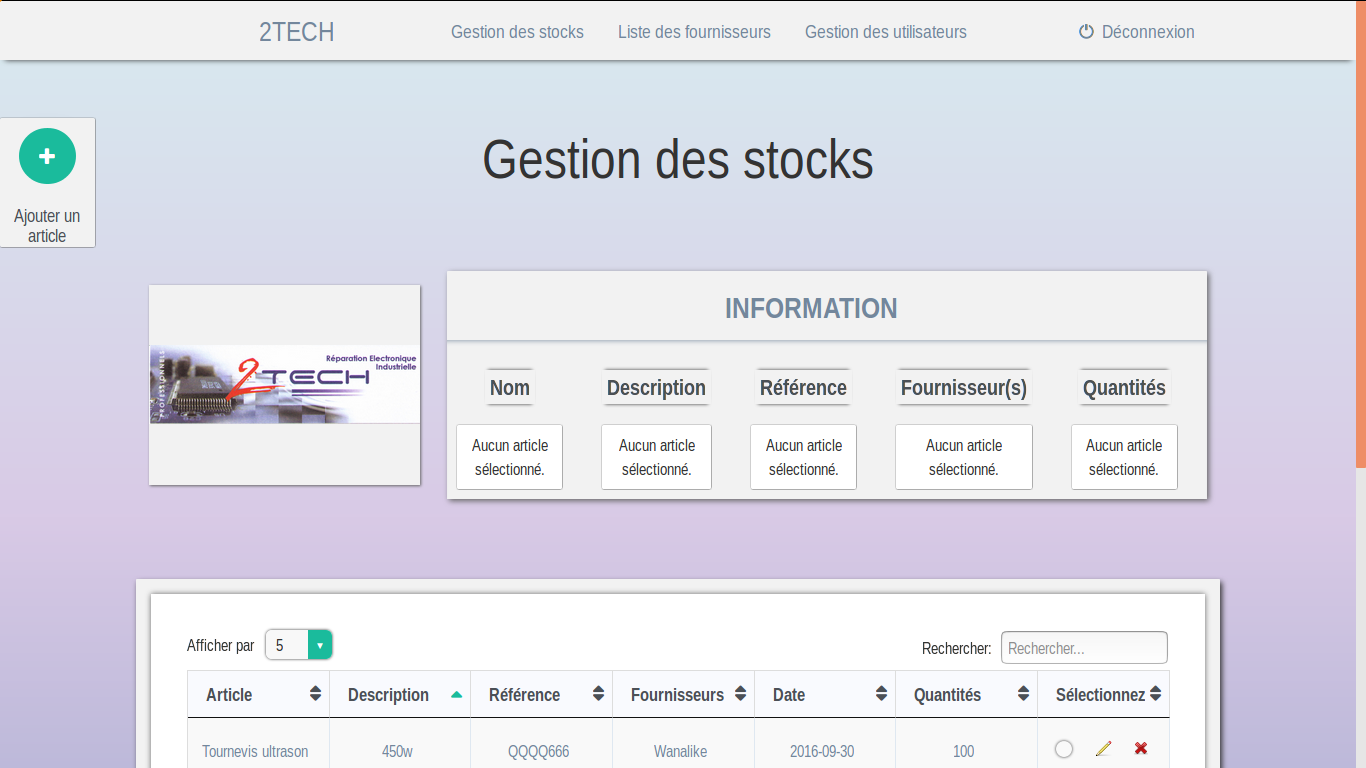 2TECH Gestion des stocks Liste des fournisseurs Gestion des utilisateurs Déconnexion
Gestion des stocks
Ajouter un
article
PROFESSIONNELS
Réparation Electronique
Industrielle
2TECH
INFORMATION
Nom Description Référence Fournisseur(s) Quantités
Aucun article Aucun article Aucun article Aucun article Aucun article
sélectionné. sélectionné. sélectionné. sélectionné. sélectionné.
Afficher par 5 Rechercher: Rechercher...
Article Description Référence Fournisseurs Date Quantités Sélectionnez
Tournevis ultrason 450w QQQQ666 Wanalike 2016-09-30 100